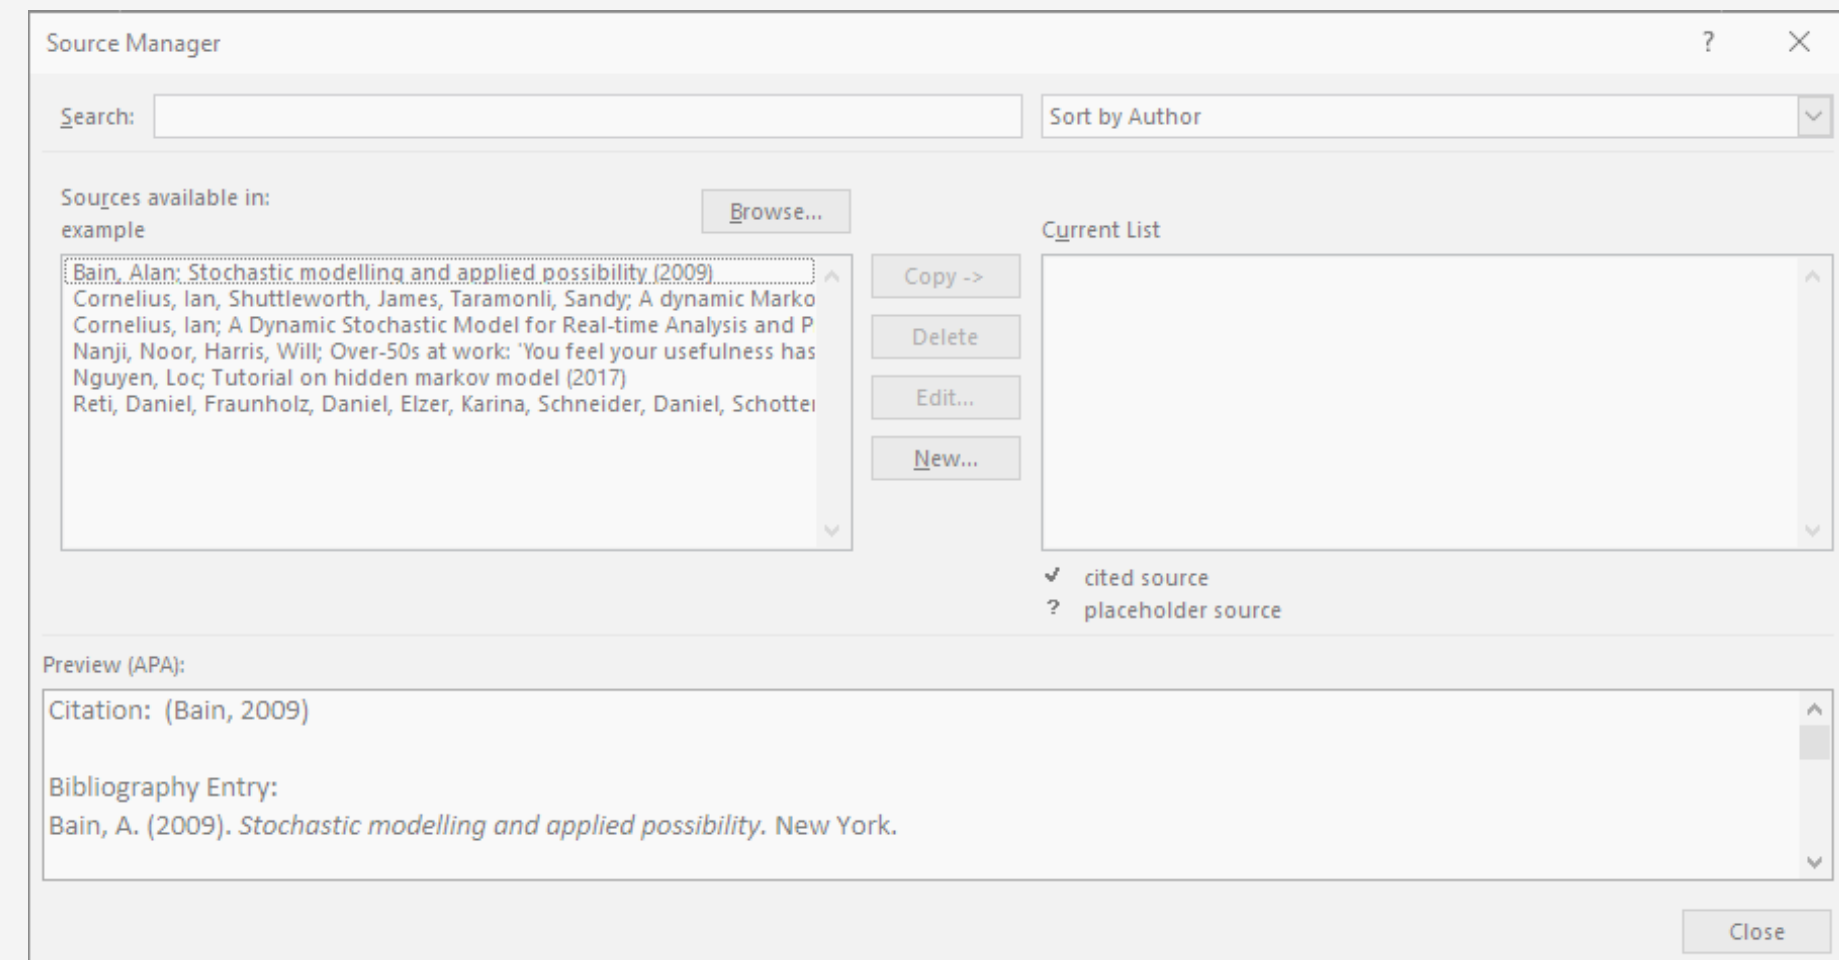 Source Manager
?
Search:
Sort by Author
Sources available in:
example
Browse...
Current List
Bain, Alan; Stochastic modelling and applied possibility (2009)
Cornelius, Ian, Shuttleworth, James, Taramonli, Sandy; A dynamic Marko
Cornelius, Ian; A Dynamic Stochastic Model for Real-time Analysis and P
Nanji, Noor, Harris, Will; Over-50s at work: 'You feel your usefulness has
Nguyen, Loc; Tutorial on hidden markov model (2017)
Reti, Daniel, Fraunholz, Daniel, Elzer, Karina, Schneider, Daniel, Schotter
Copy ->
Delete
Edit...
New...
✓ cited source
? placeholder source
Preview (APA):
Citation: (Bain, 2009)
Bibliography Entry:
Bain, A. (2009). Stochastic modelling and applied possibility. New York.
Close